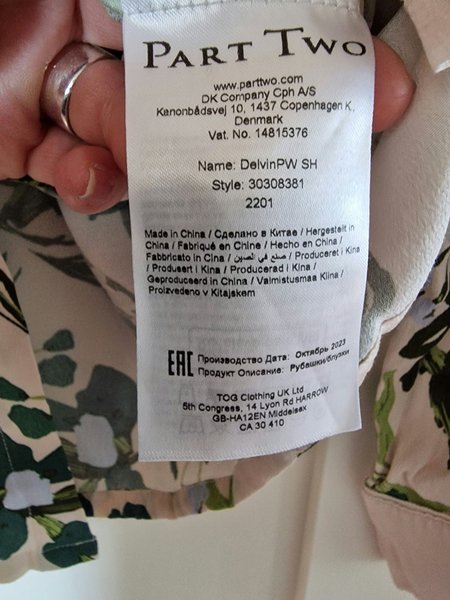 PART TWO
www.parttwo.com
DK Company Cph A/S
Kanonbådsvej 10, 1437 Copenhagen K,
Denmark
Vat. No. 14815376
Name: DelvinPW SH
Style: 30308381
2201
Made in China / Сделано в Китае / Hergestellt in
China / Fabriqué en Chine / Hecho en China /
Fabbricato in Cina / صنع في الصين / Produceret i Kina
/ Produsert i Kina / Producerad i Kina /
Geproduceerd in China / Valmistusmaa Kiina /
Proizvedeno v Kitajskem
EAC Производство Дата: Октябрь 2023
Продукт Описание: Рубашки/блузки
TOG Clothing UK Ltd
5th Congress, 14 Lyon Rd HARROW
GB-HA12EN Middelsex
CA 30 410